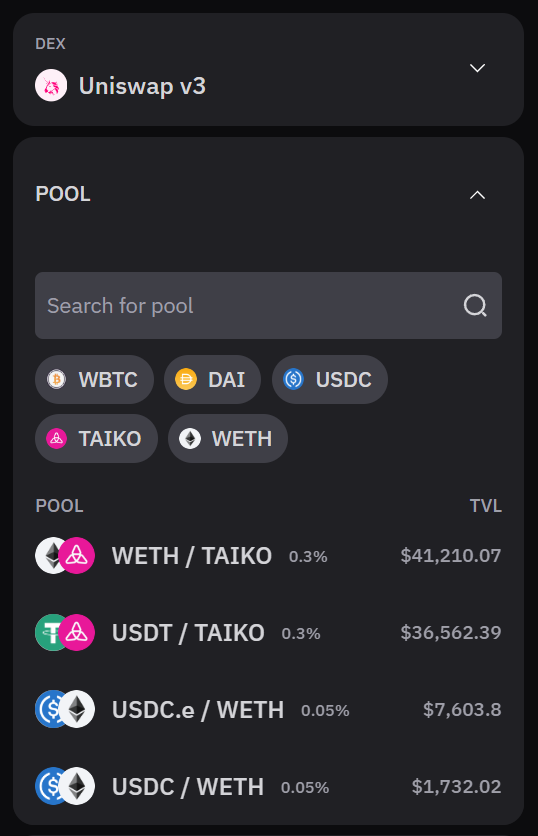 DEX
Uniswap v3
POOL
Search for pool
WBTC DAI USDC
TAIKO WETH
POOL TVL
WETH / TAIKO 0.3% $41,210.07
USDT / TAIKO 0.3% $36,562.39
USDC.e / WETH 0.05% $7,603.8
USDC / WETH 0.05% $1,732.02